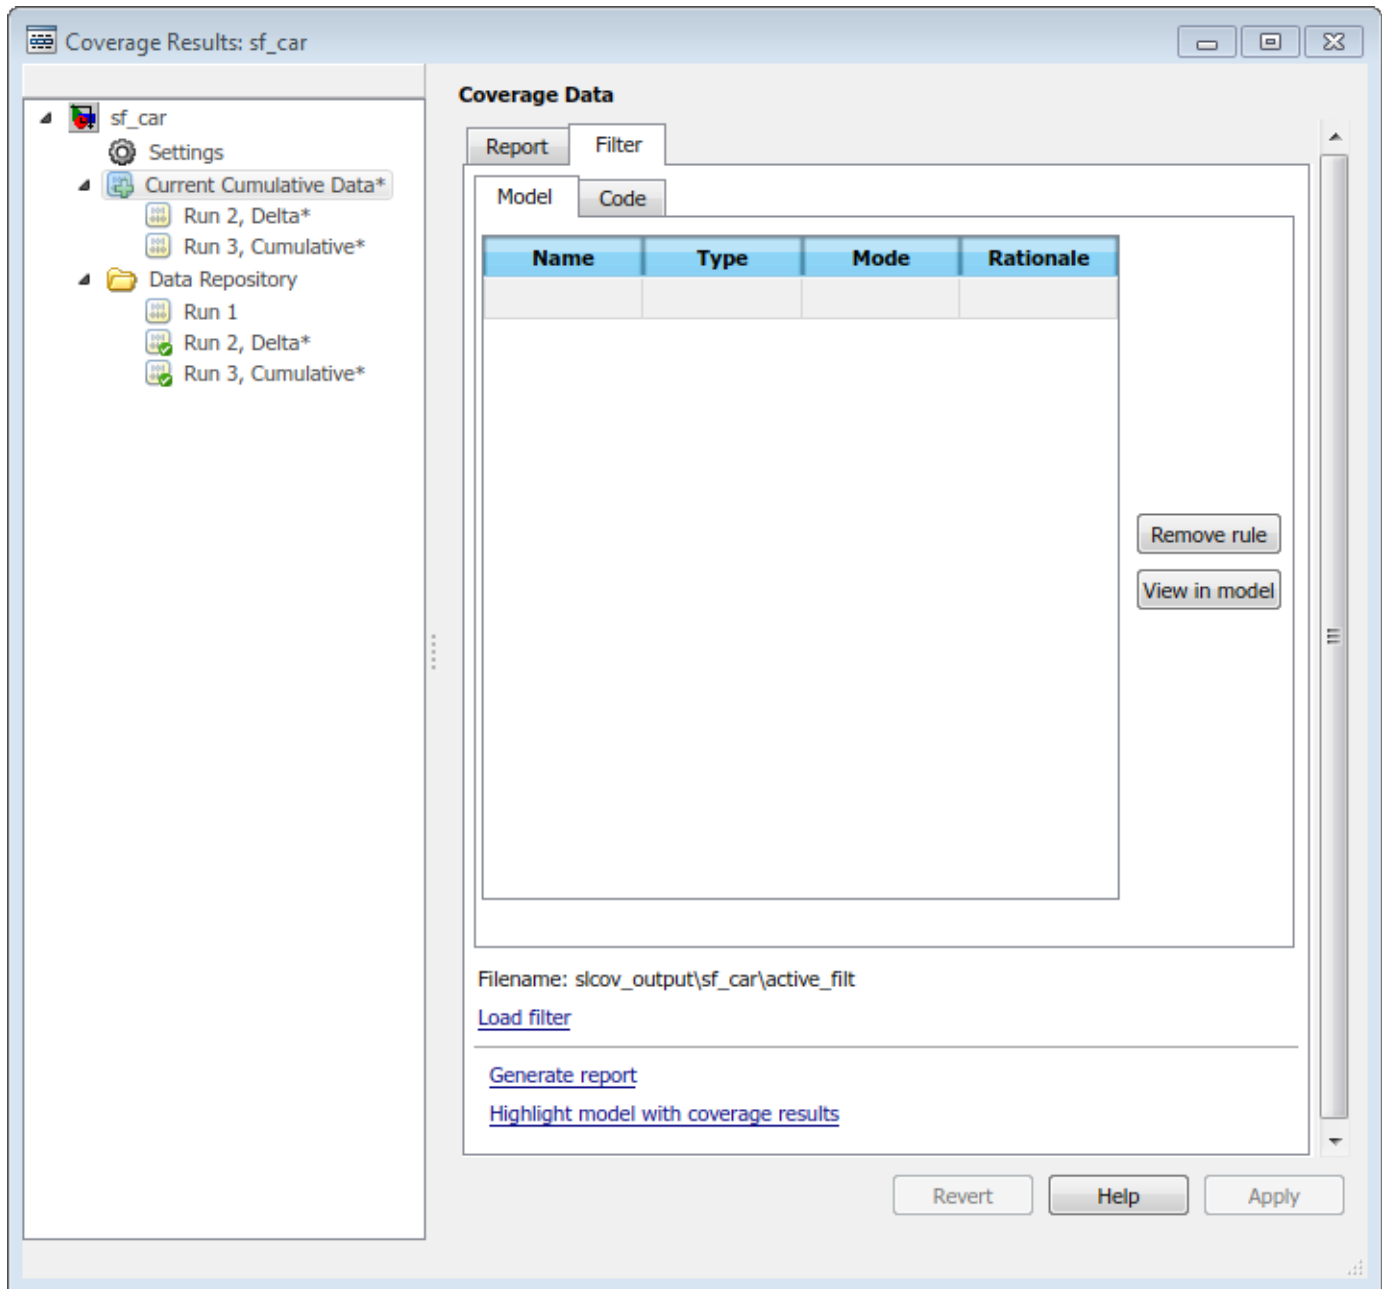 Coverage Results: sf_car
sf_car
Settings
Current Cumulative Data*
Run 2, Delta*
Run 3, Cumulative*
Data Repository
Run 1
Run 2, Delta*
Run 3, Cumulative*
Coverage Data
Report Filter
Model Code
Name Type Mode Rationale
Remove rule
View in model
Filename: slcov_output\sf_car\active_filt
Load filter
Generate report
Highlight model with coverage results
Revert Help Apply